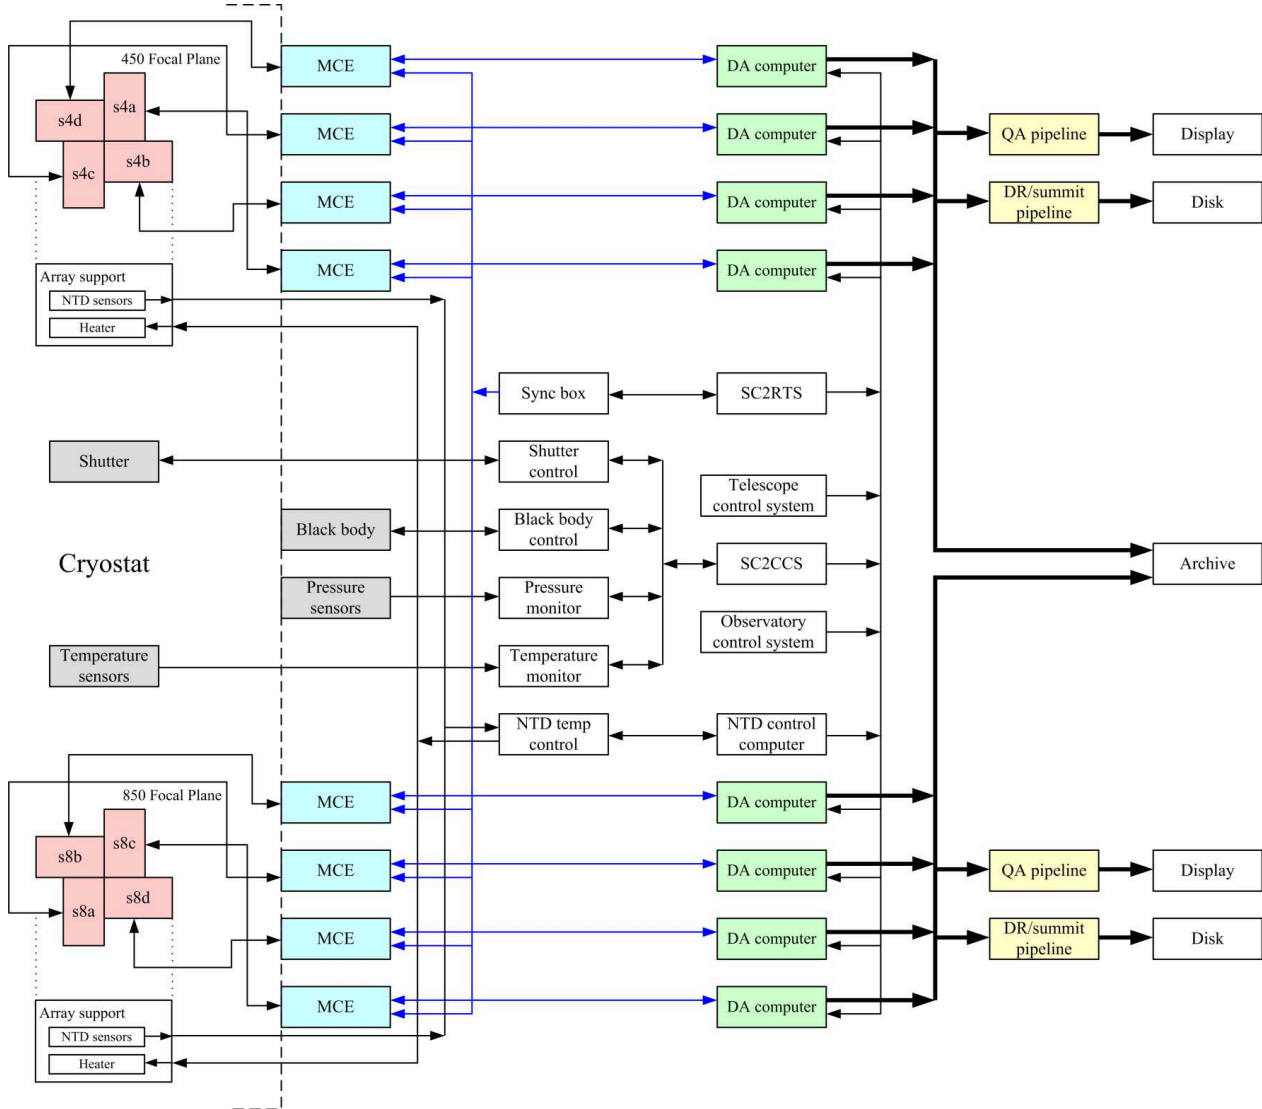 450 Focal Plane
s4a
s4d
s4b
s4c
MCE
DA computer
MCE
DA computer
QA pipeline
Display
MCE
DA computer
DR/summit
pipeline
Disk
MCE
DA computer
Array support
NTD sensors
Heater
Sync box
SC2RTS
Shutter
Shutter
control
Telescope
control system
Black body
Black body
control
Cryostat
SC2CCS
Archive
Pressure
sensors
Pressure
monitor
Observatory
control system
Temperature
sensors
Temperature
monitor
NTD temp
control
NTD control
computer
850 Focal Plane
s8c
s8b
s8d
s8a
MCE
DA computer
MCE
DA computer
QA pipeline
Display
MCE
DA computer
DR/summit
pipeline
Disk
MCE
DA computer
Array support
NTD sensors
Heater